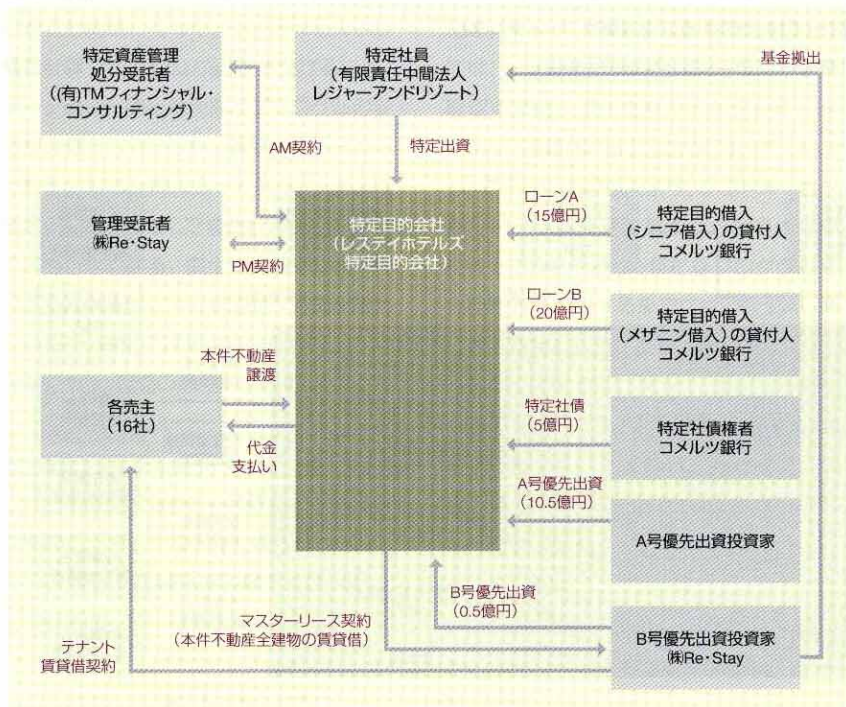 特定資産管理
処分受託者
((有)TMフィナンシャル・
コンサルティング)
特定社員
(有限責任中間法人
レジャーアンドリゾート)
基金拠出
AM契約
特定出資
管理受託者
㈱Re・Stay
PM契約
特定目的会社
(レステイホテルズ
特定目的会社)
ローンA
(15億円)
特定目的借入
(シニア借入)の貸付人
コメルツ銀行
ローンB
(20億円)
特定目的借入
(メザニン借入)の貸付人
コメルツ銀行
本件不動産
譲渡
各売主
(16社)
代金
支払い
特定社債
(5億円)
特定社債権者
コメルツ銀行
A号優先出資
(10.5億円)
A号優先出資投資家
B号優先出資
(0.5億円)
マスターリース契約
(本件不動産全建物の賃貸借)
B号優先出資投資家
㈱Re・Stay
テナント
賃貸借契約